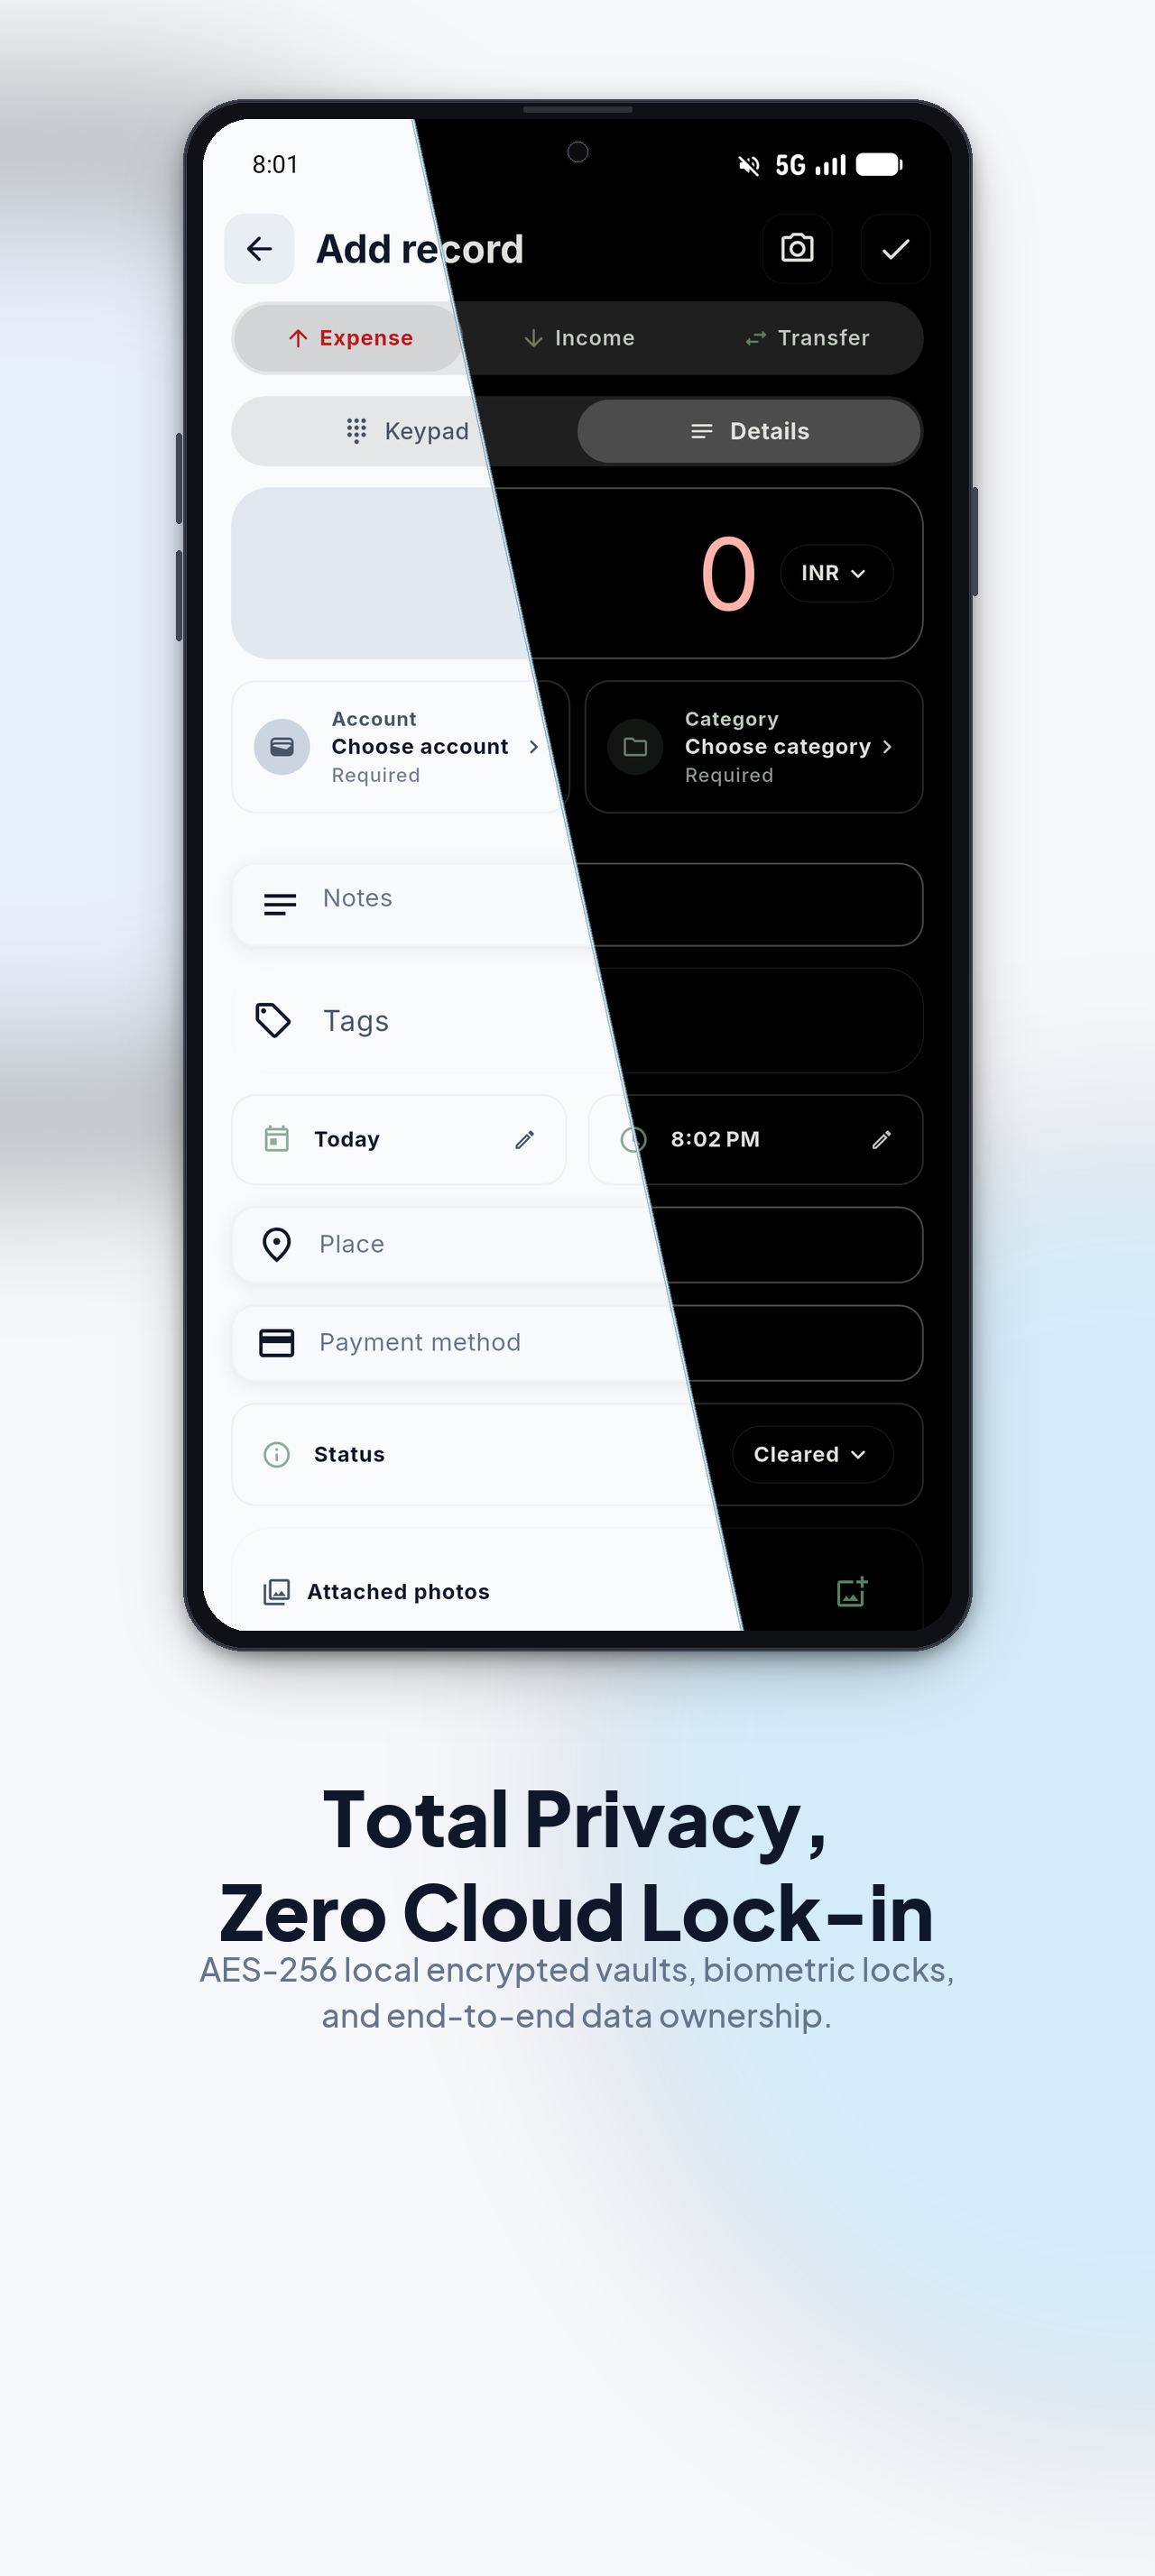 8:01 5G
Add record
Expense Income Transfer
Keypad Details
0 INR
Account Category
Choose account Choose category
Required Required
Notes
Tags
Today 8:02 PM
Place
Payment method
Status Cleared
Attached photos
Total Privacy,
Zero Cloud Lock-in
AES-256 local encrypted vaults, biometric locks,
and end-to-end data ownership.